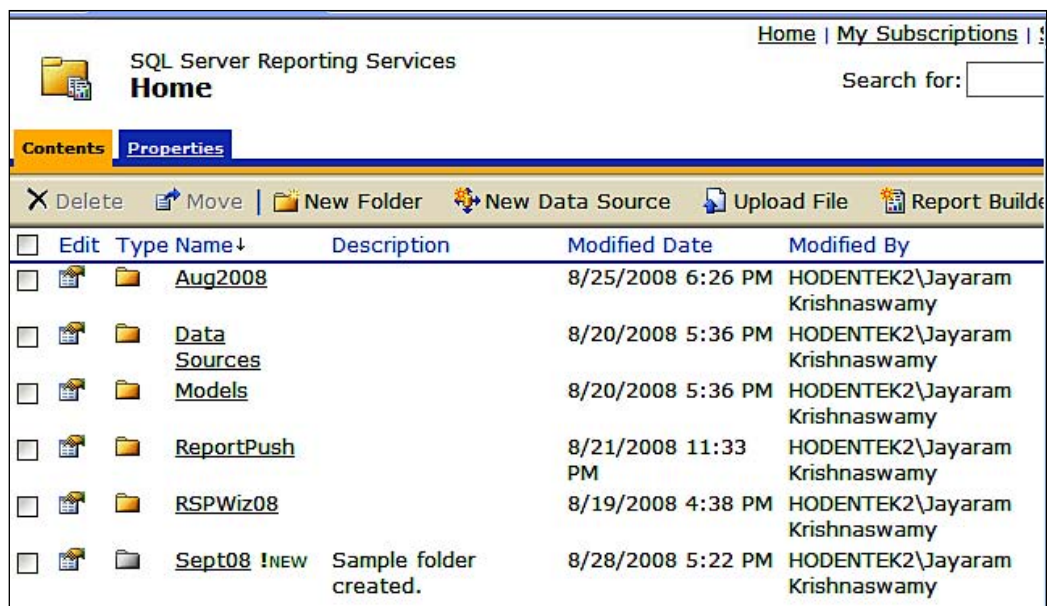 Home | My Subscriptions |
SQL Server Reporting Services
Home
Search for:
Contents Properties
Delete Move | New Folder New Data Source Upload File Report Builde
Edit Type Name↓ Description Modified Date Modified By
Aug2008 8/25/2008 6:26 PM HODENTEK2\Jayaram
Krishnaswamy
Data 8/20/2008 5:36 PM HODENTEK2\Jayaram
Sources Krishnaswamy
Models 8/20/2008 5:36 PM HODENTEK2\Jayaram
Krishnaswamy
ReportPush 8/21/2008 11:33 HODENTEK2\Jayaram
PM Krishnaswamy
RSPWiz08 8/19/2008 4:38 PM HODENTEK2\Jayaram
Krishnaswamy
Sept08 !NEW Sample folder 8/28/2008 5:22 PM HODENTEK2\Jayaram
created. Krishnaswamy